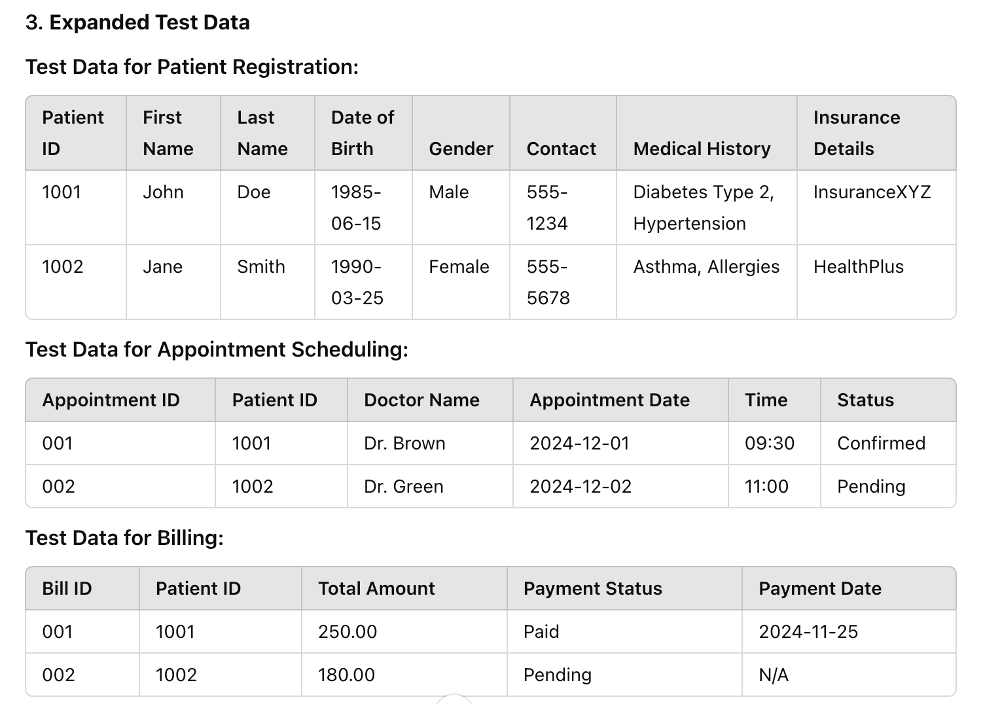 3. Expanded Test Data
Test Data for Patient Registration:
Patient ID First Name Last Name Date of Birth Gender Contact Medical History Insurance Details
1001 John Doe 1985-06-15 Male 555-1234 Diabetes Type 2, Hypertension InsuranceXYZ
1002 Jane Smith 1990-03-25 Female 555-5678 Asthma, Allergies HealthPlus
Test Data for Appointment Scheduling:
Appointment ID Patient ID Doctor Name Appointment Date Time Status
001 1001 Dr. Brown 2024-12-01 09:30 Confirmed
002 1002 Dr. Green 2024-12-02 11:00 Pending
Test Data for Billing:
Bill ID Patient ID Total Amount Payment Status Payment Date
001 1001 250.00 Paid 2024-11-25
002 1002 180.00 Pending N/A